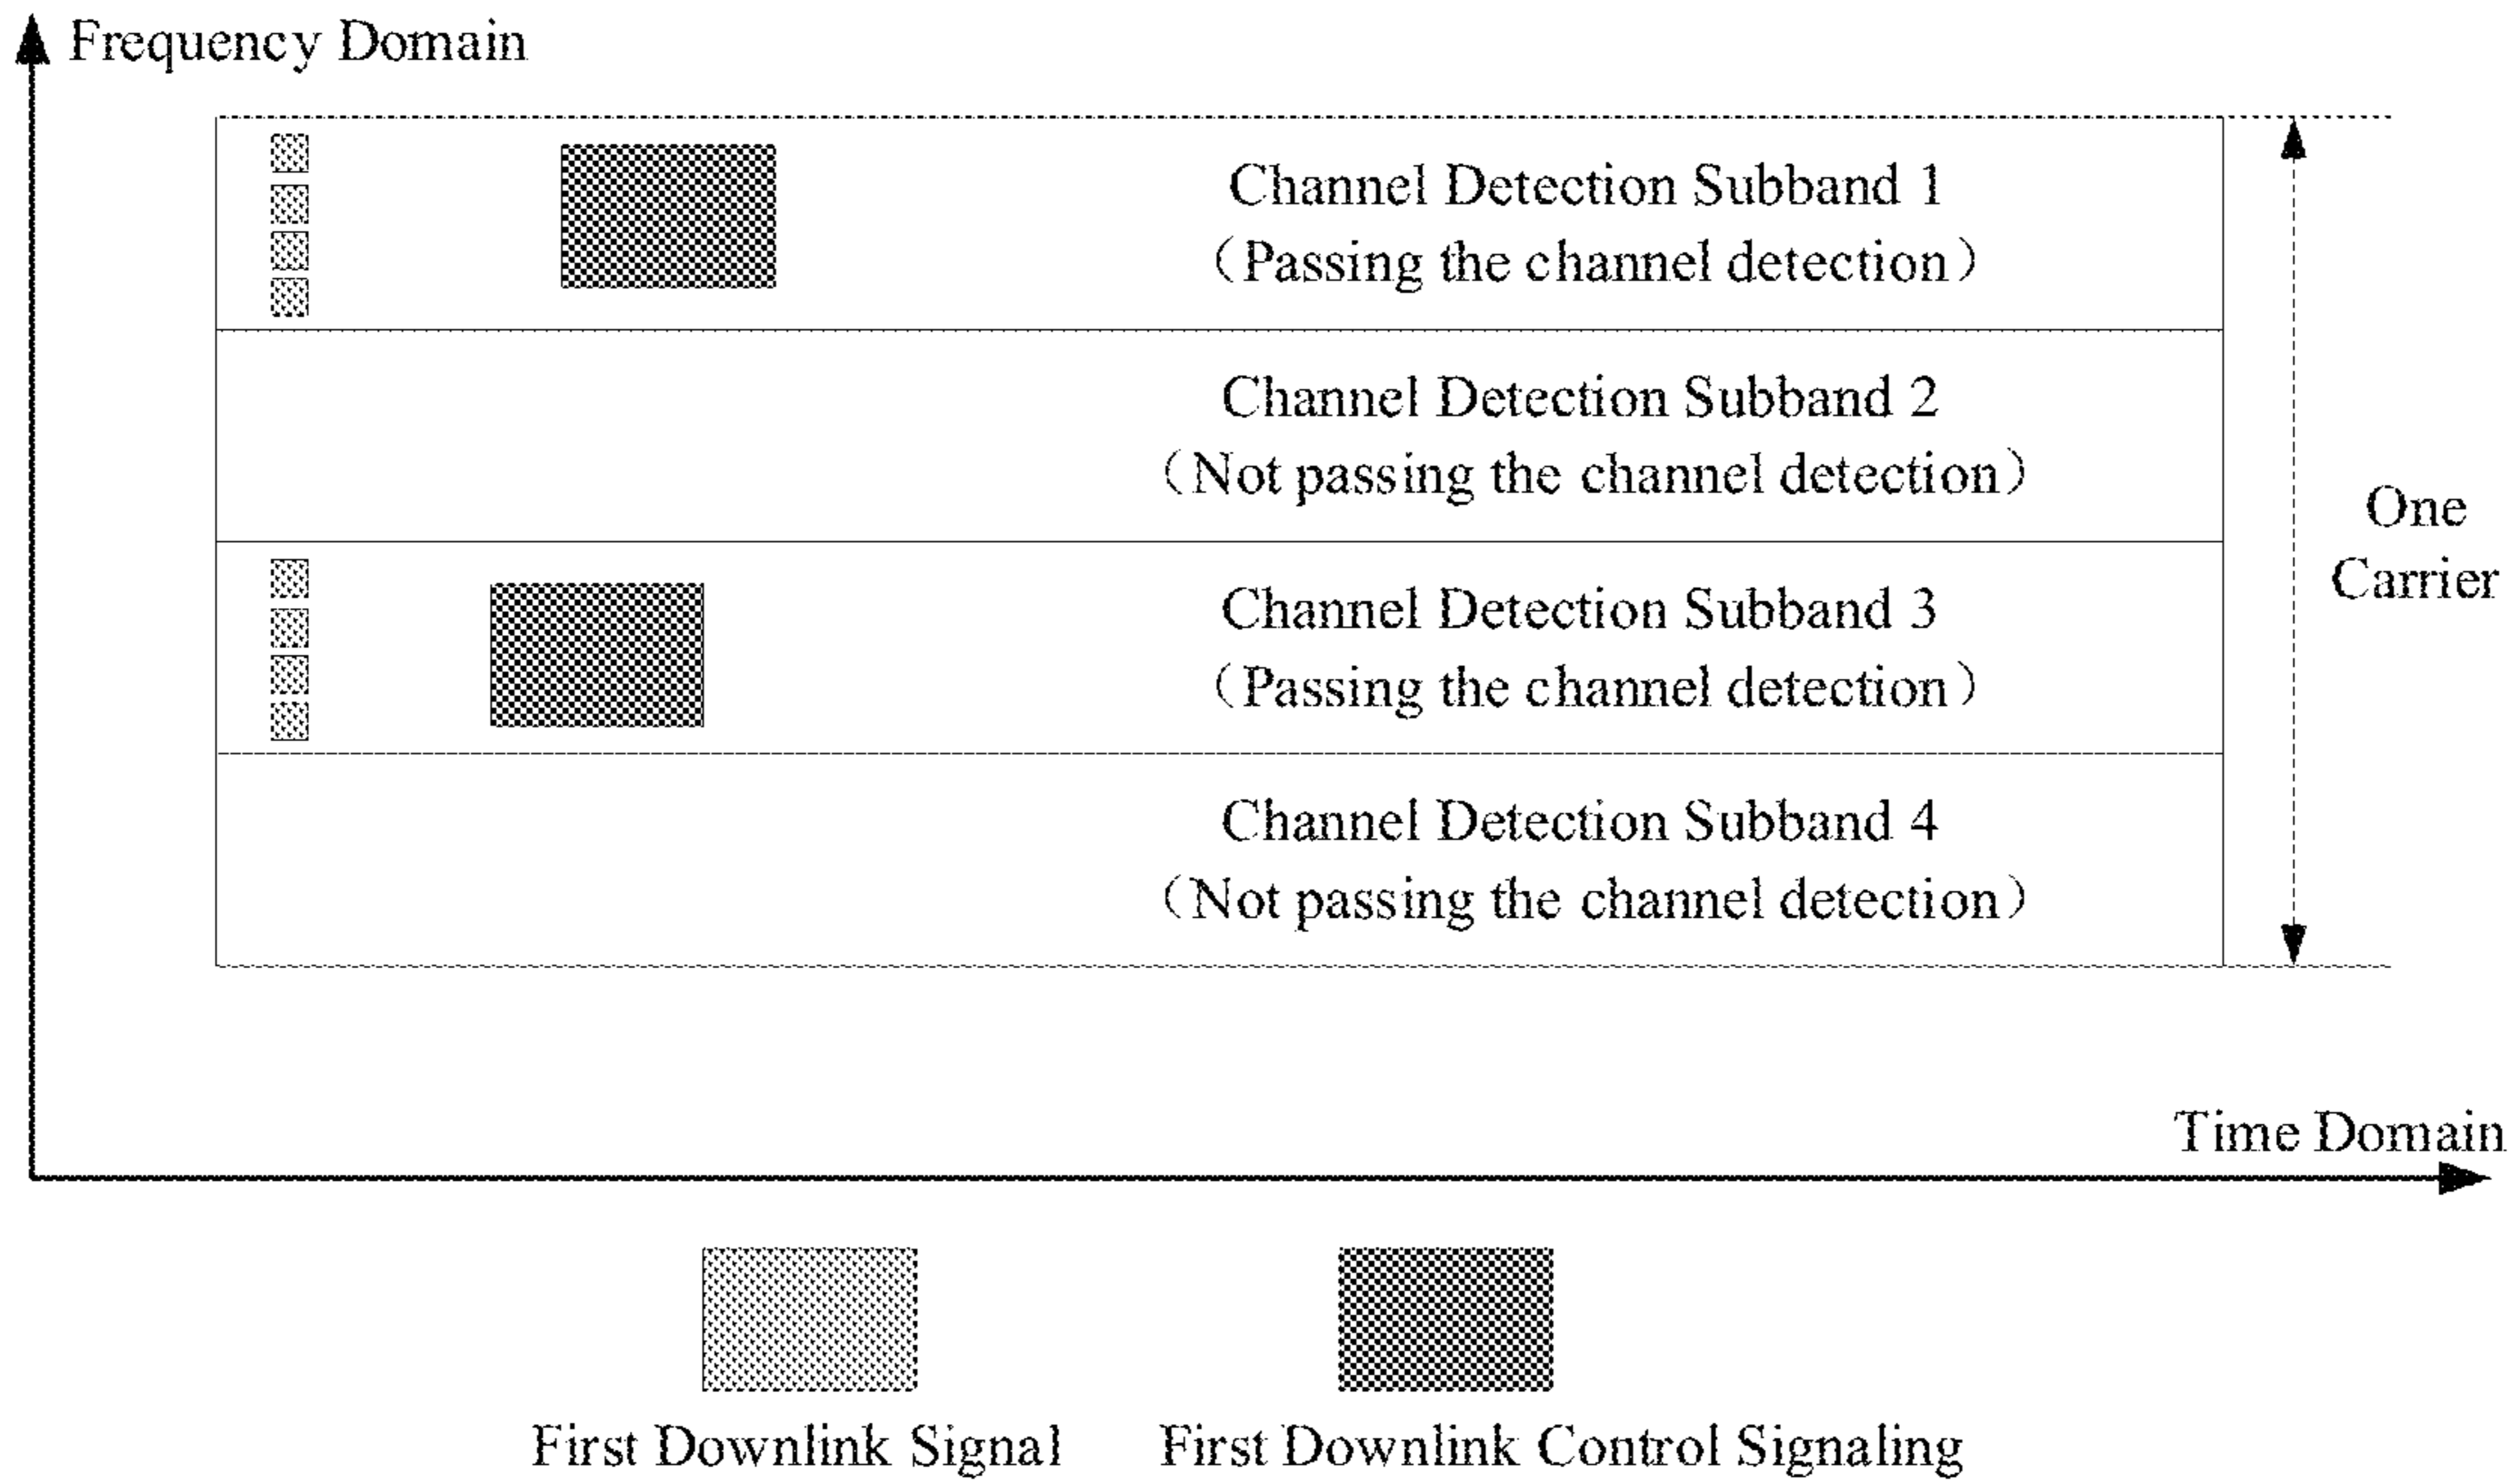 Frequency Domain
Channel Detection Subband 1
（Passing the channel detection）
Channel Detection Subband 2
（Not passing the channel detection）
One
Carrier
Channel Detection Subband 3
（Passing the channel detection）
Channel Detection Subband 4
（Not passing the channel detection）
Time Domain
First Downlink Signal
First Downlink Control Signaling